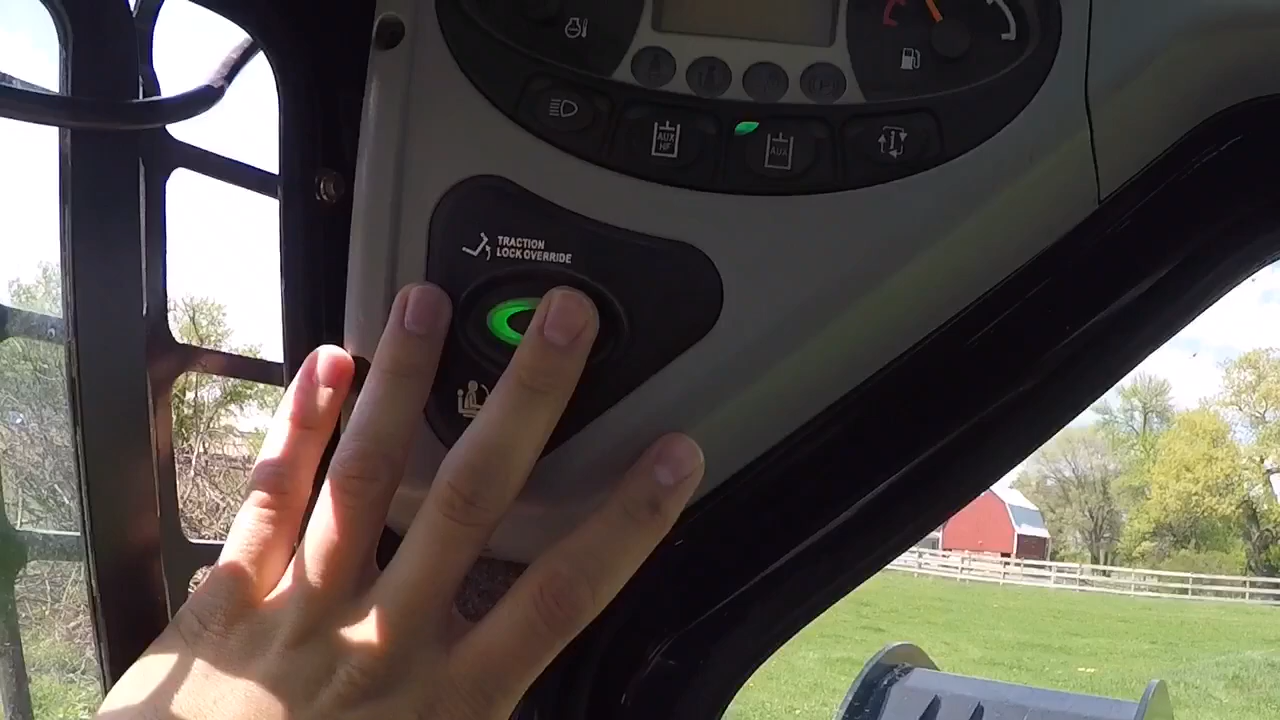 AUX
HF
AUX
i
TRACTION
LOCK OVERRIDE